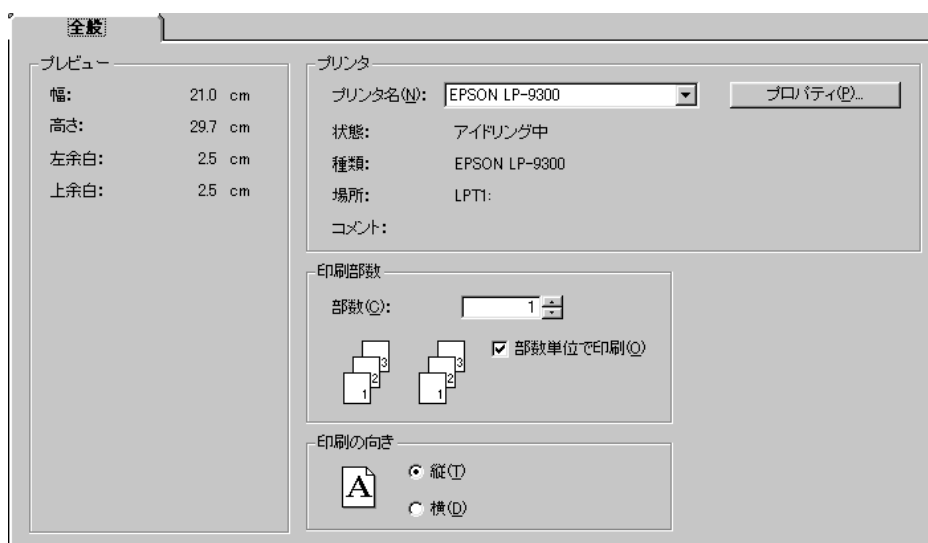 全般
プレビュー
幅: 21.0 cm
高さ: 29.7 cm
左余白: 2.5 cm
上余白: 2.5 cm
プリンタ
プリンタ名(N): EPSON LP-9300 プロパティ(P)...
状態: アイドリング中
種類: EPSON LP-9300
場所: LPT1:
コメント:
印刷部数
部数(C): 1
部数単位で印刷(O)
3 3
2 2
1 1
印刷の向き
A
縦(T)
横(D)